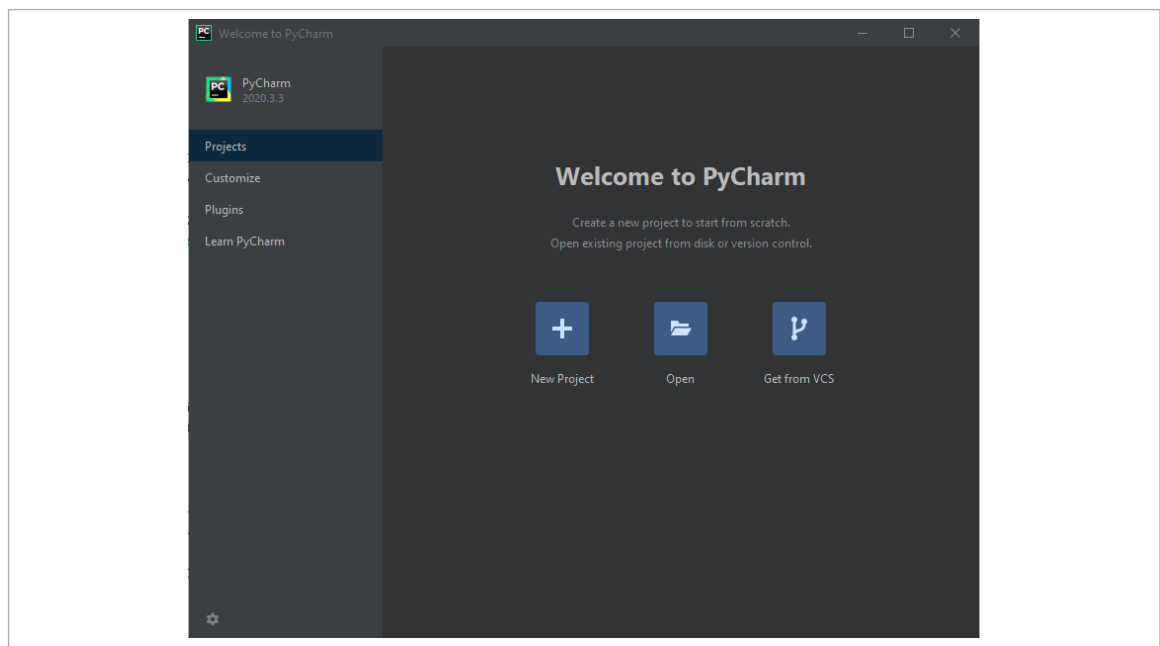 PC Welcome to PyCharm
PC PyCharm
2020.3.3
Projects
Customize
Plugins
Learn PyCharm
Welcome to PyCharm
Create a new project to start from scratch.
Open existing project from disk or version control.
New Project Open Get from VCS